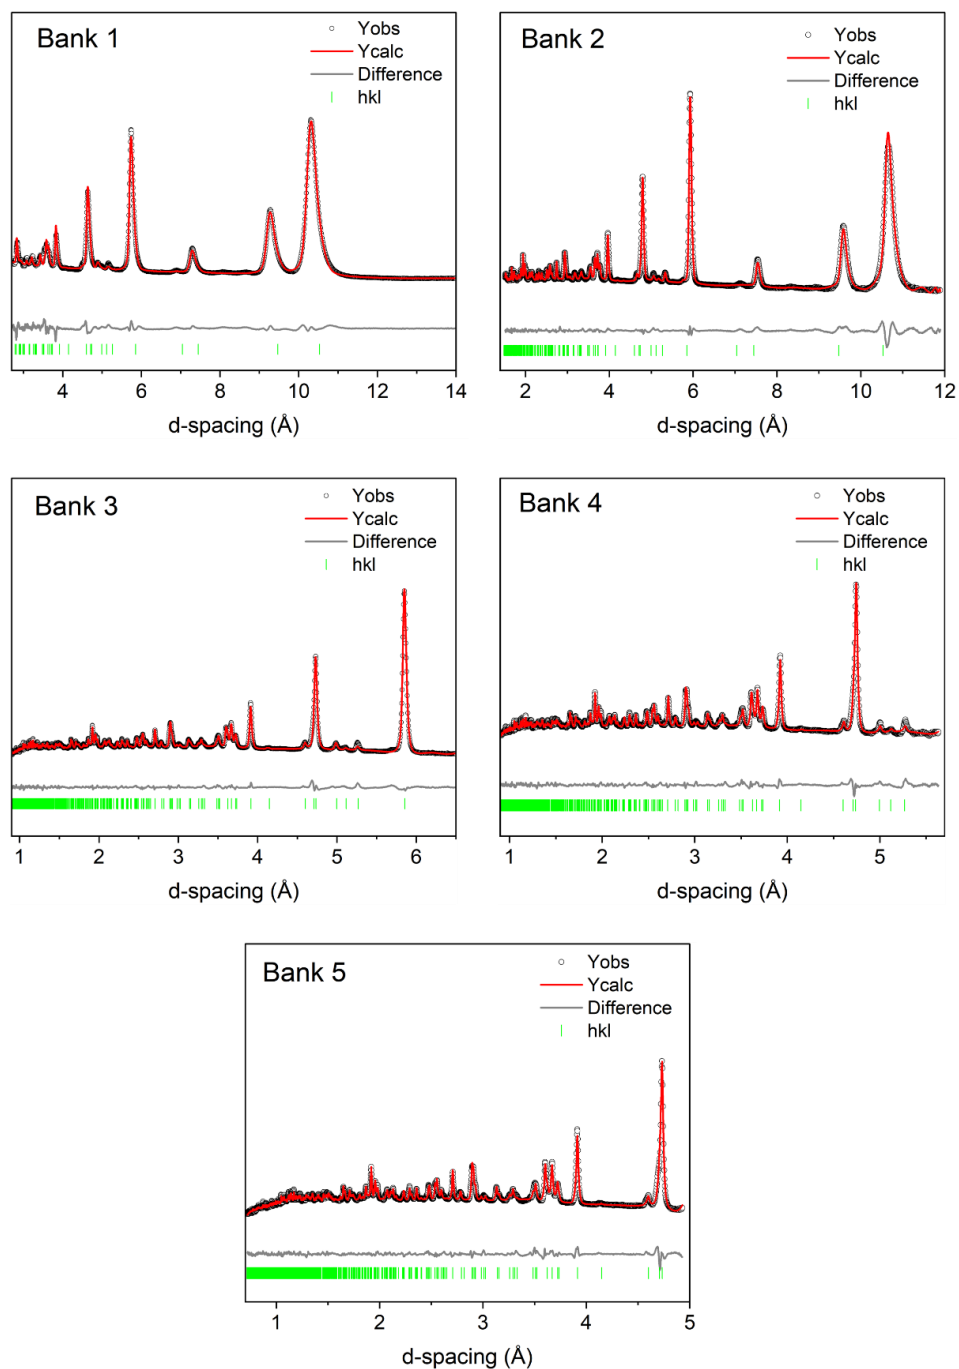 Bank 1
Yobs
Ycalc
Difference
hkl
4 6 8 10 12 14
d-spacing (Å)
Bank 2
Yobs
Ycalc
Difference
hkl
2 4 6 8 10 12
d-spacing (Å)
Bank 3
Yobs
Ycalc
Difference
hkl
1 2 3 4 5 6
d-spacing (Å)
Bank 4
Yobs
Ycalc
Difference
hkl
1 2 3 4 5
d-spacing (Å)
Bank 5
Yobs
Ycalc
Difference
hkl
1 2 3 4 5
d-spacing (Å)